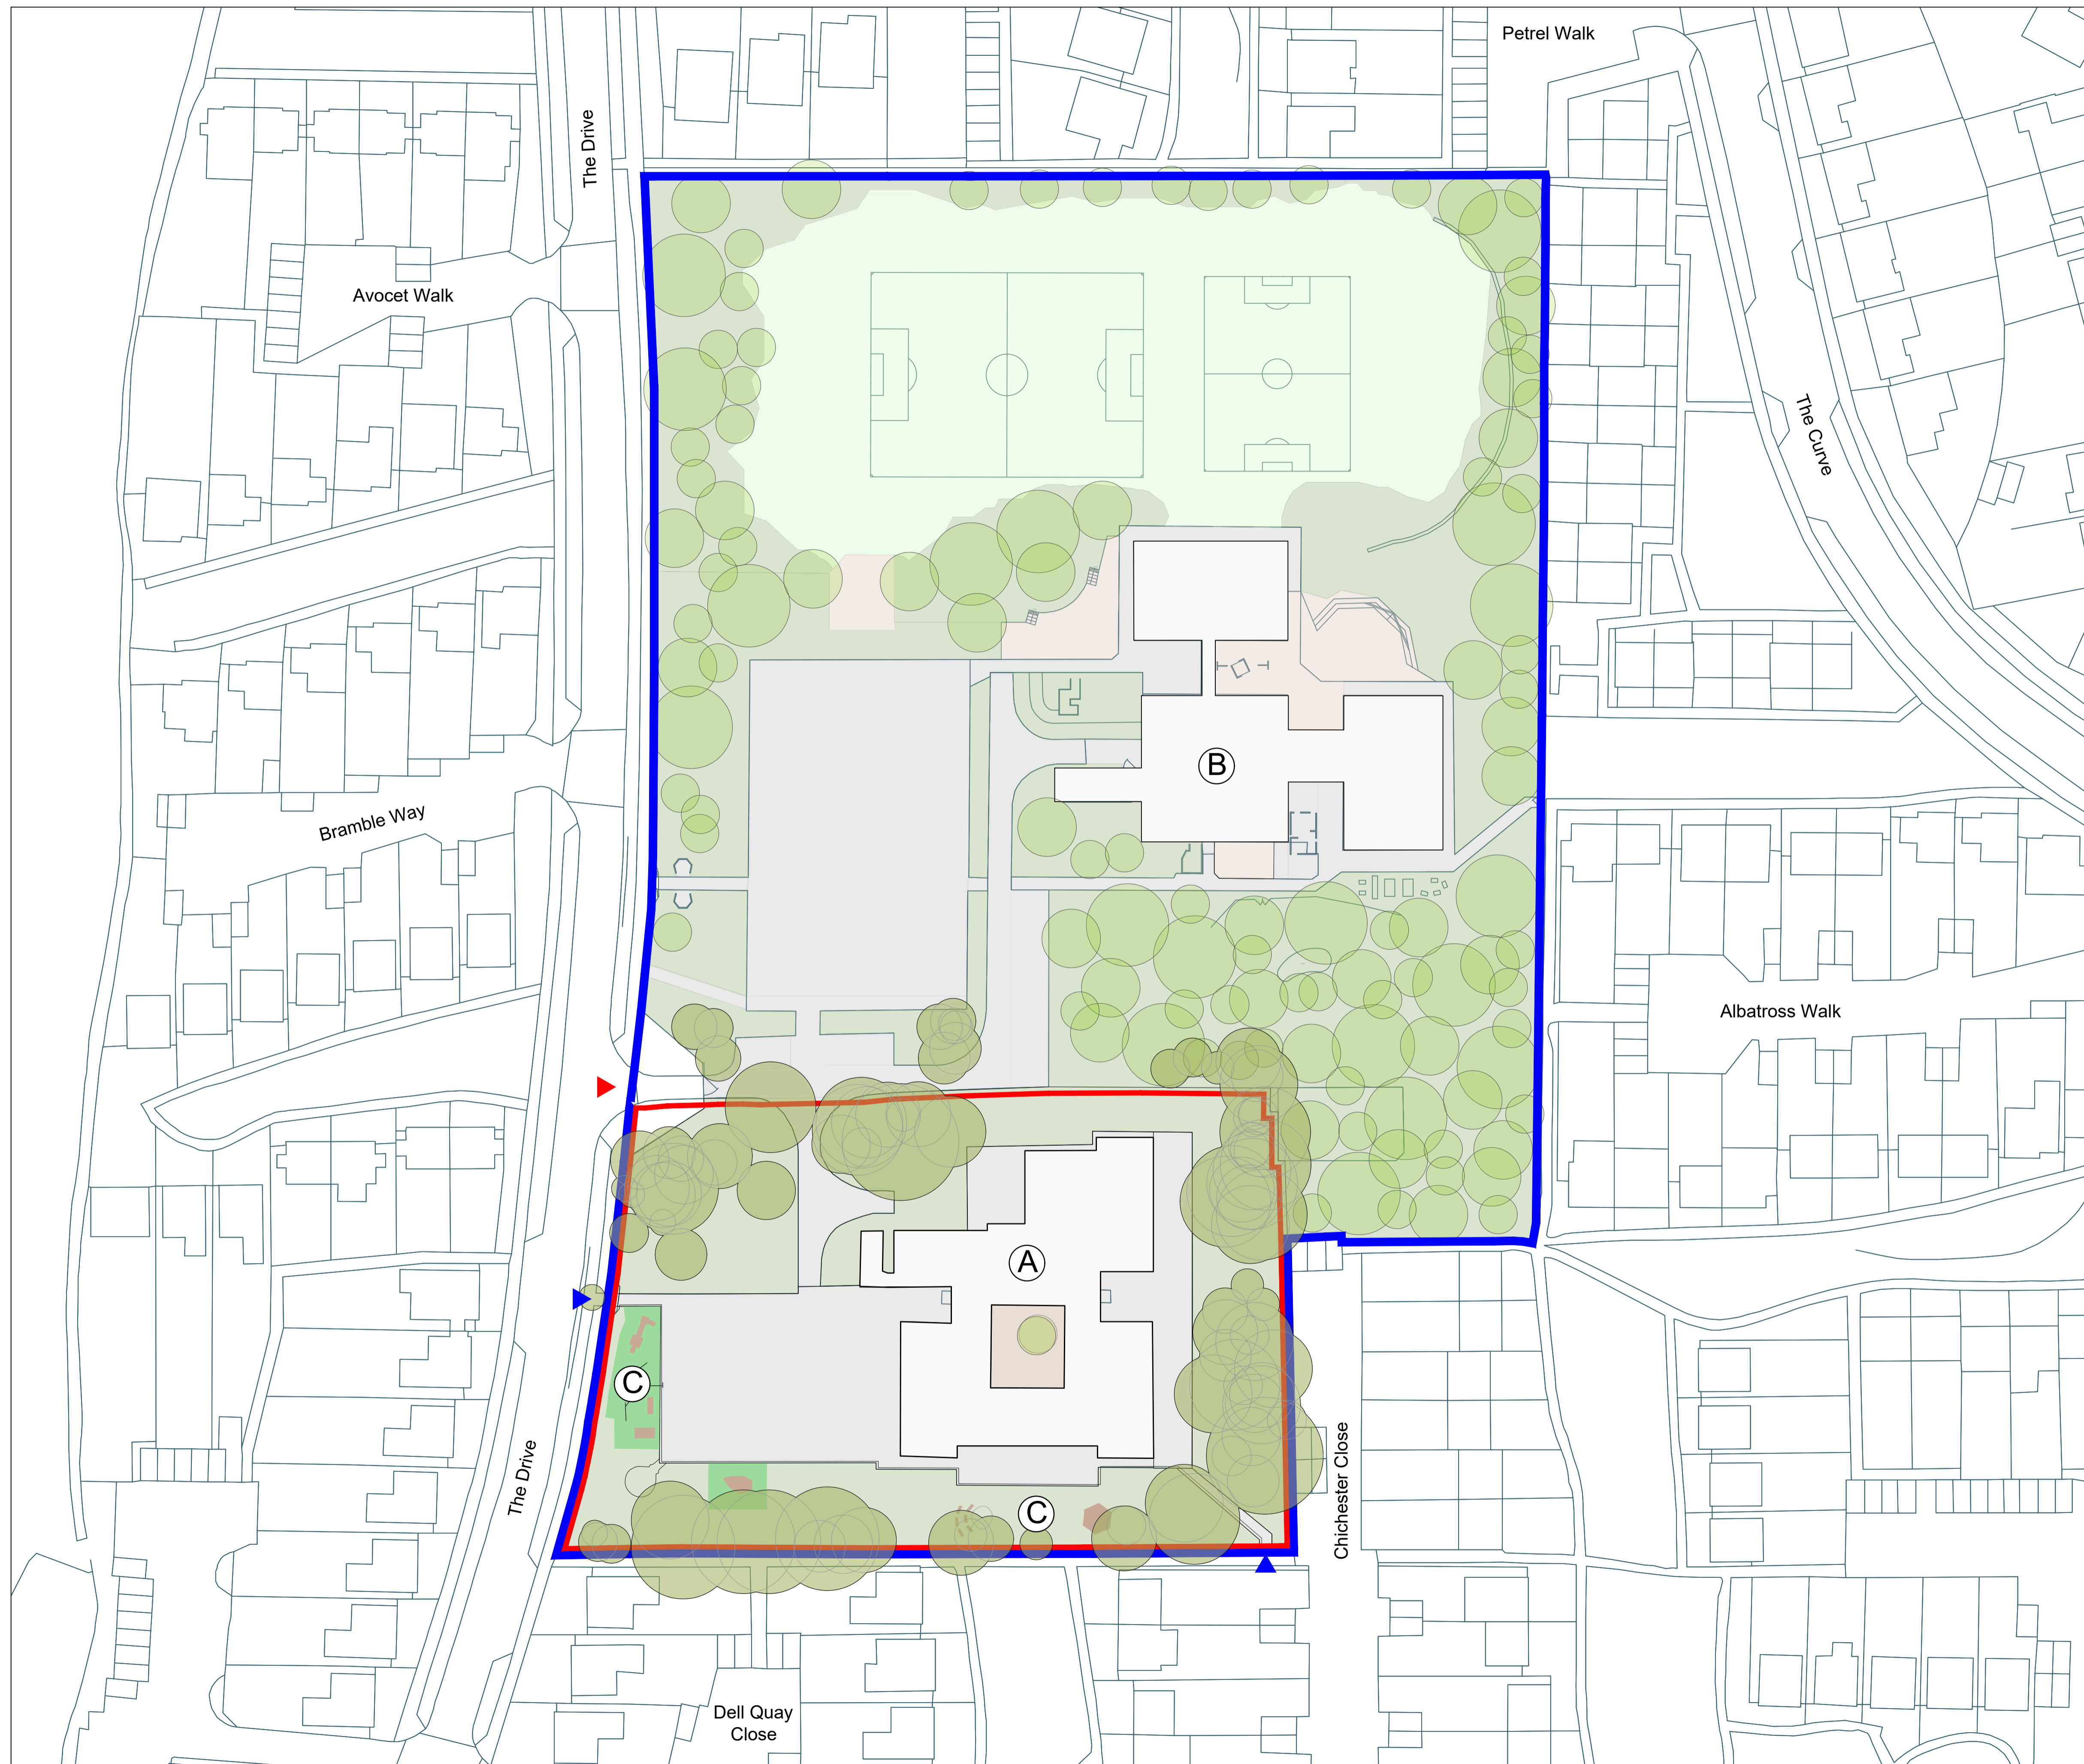 Petrel Walk
The Drive
Avocet Walk
The Curve
B
Bramble Way
Albatross Walk
A
C
The Drive
C
Chichester Close
Dell Quay
Close